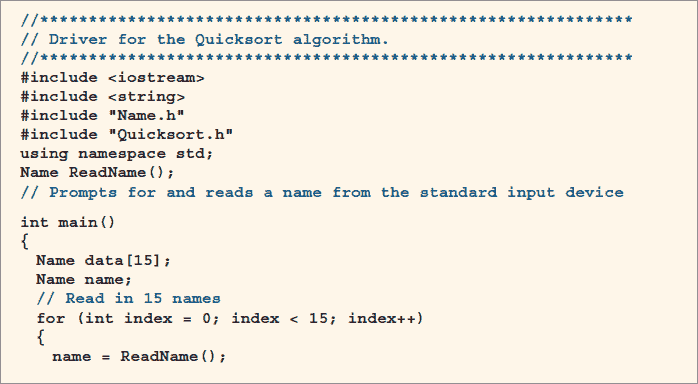 //*************************************************************
// Driver for the Quicksort algorithm.
//*************************************************************
#include <iostream>
#include <string>
#include "Name.h"
#include "Quicksort.h"
using namespace std;
Name ReadName();
// Prompts for and reads a name from the standard input device
int main()
{
Name data[15];
Name name;
// Read in 15 names
for (int index = 0; index < 15; index++)
{
name = ReadName();